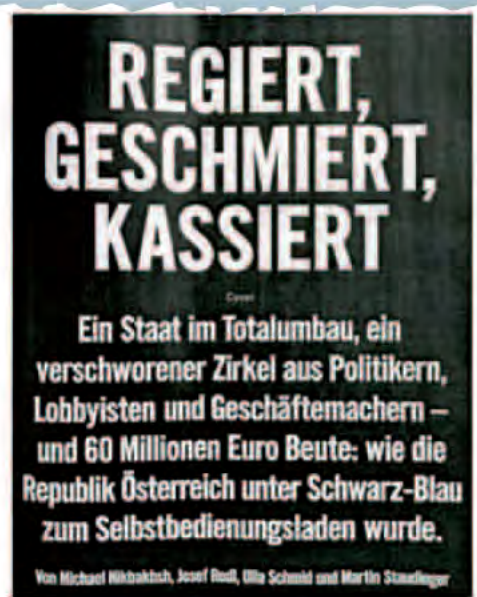 REGIERT,
GESCHMIERT,
KASSIERT
Cover
Ein Staat im Totalumbau, ein
verschworener Zirkel aus Politikern,
Lobbyisten und Geschäftemachern –
und 60 Millionen Euro Beute: wie die
Republik Österreich unter Schwarz-Blau
zum Selbstbedienungsladen wurde.
Von Michael Nikbakhsh, Josef Redl, Ulla Schmid und Martin Staudinger